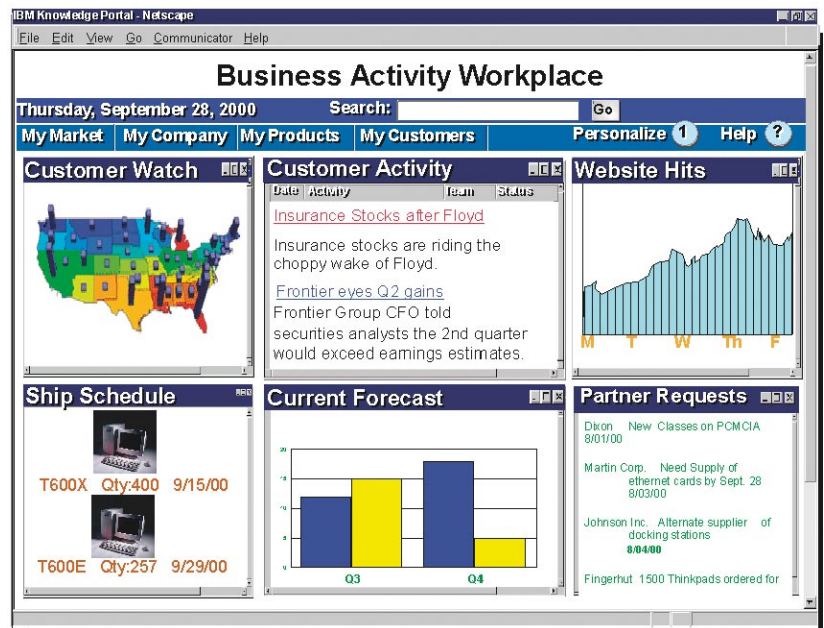 IBM Knowledge Portal - Netscape
File Edit View Go Communicator Help
Business Activity Workplace
Thursday, September 28, 2000 Search: Go
My Market My Company My Products My Customers Personalize 1 Help ?
Customer Watch
Customer Activity
Date Activity Team Status
Insurance Stocks after Floyd
Insurance stocks are riding the
choppy wake of Floyd.
Frontier eyes Q2 gains
Frontier Group CFO told
securities analysts the 2nd quarter
would exceed earnings estimates.
Website Hits
M T W Th F
Ship Schedule
T600X Qty:400 9/15/00
T600E Qty:257 9/29/00
Current Forecast
20
15
10
5
0
Q3 Q4
Partner Requests
Dixon New Classes on PCMCIA
8/01/00
Martin Corp. Need Supply of
ethernet cards by Sept. 28
8/03/00
Johnson Inc. Alternate supplier of
docking stations
8/04/00
Fingerhut 1500 Thinkpads ordered for